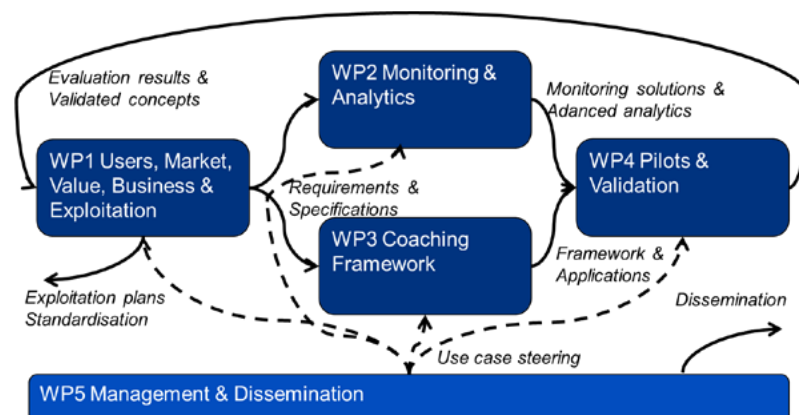 Evaluation results &
Validated concepts
WP2 Monitoring &
Analytics
Monitoring solutions &
Adanced analytics
WP1 Users, Market,
Value, Business &
Exploitation
Requirements &
Specifications
WP4 Pilots &
Validation
WP3 Coaching
Framework
Framework &
Applications
Exploitation plans
Standardisation
Dissemination
Use case steering
WP5 Management & Dissemination